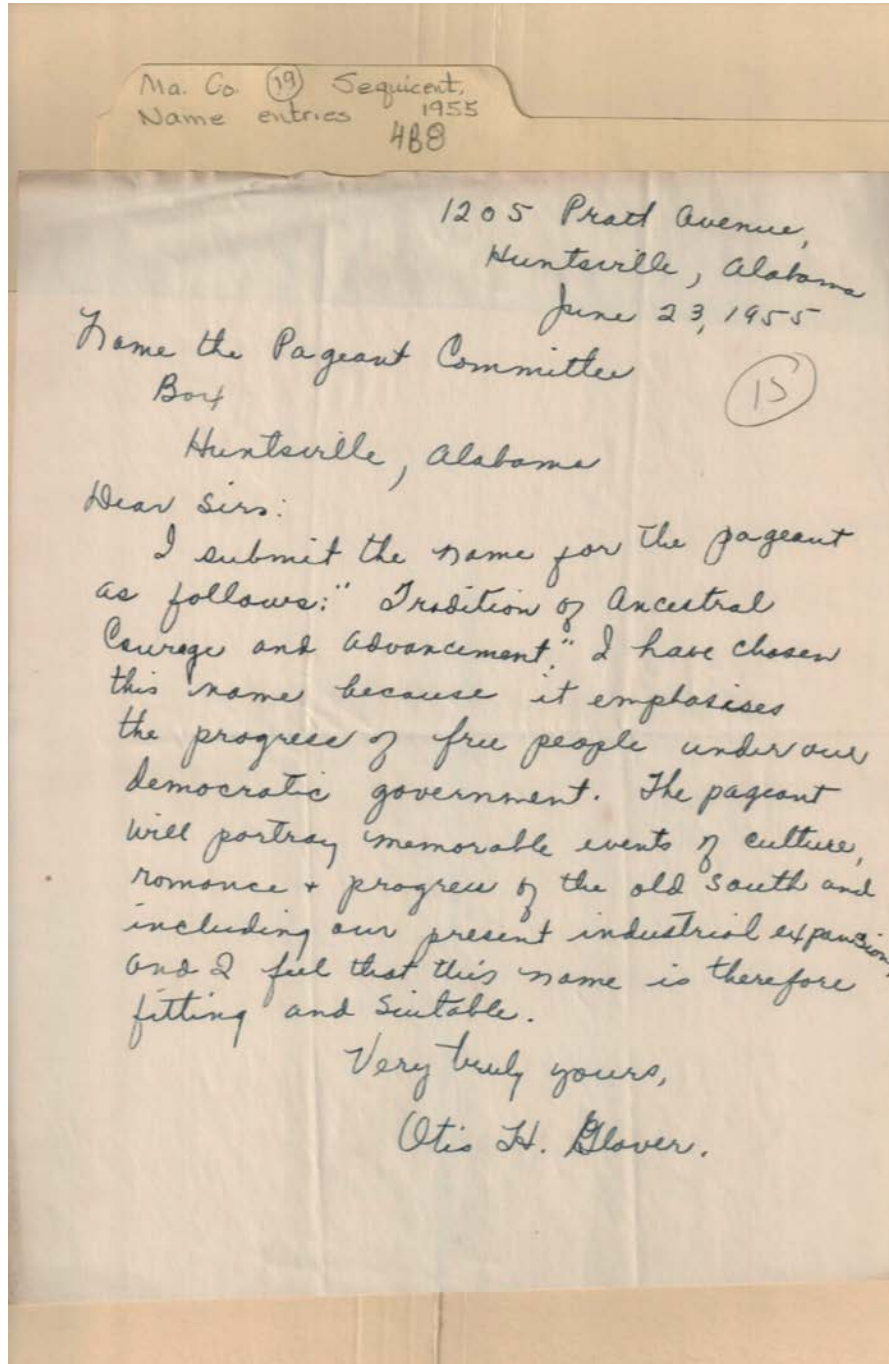 Ma. Co. 19 Sequicent.
Name entries 1955
4B8
1205 Pratt Avenue,
Huntsville, Alabama
June 23, 1955
Name the Pageant Committee
15
Box
Huntsville, Alabama
Dear Sirs:
I submit the name for the pageant
as follows: "Tradition of Ancestral
Courage and Advancement." I have chosen
this name because it emphasises
the progress of free people under our
democratic government. The pageant
will portray memorable events of culture,
romance + progress of the old South and
including our present industrial expansion,
and I feel that this name is therefore
fitting and suitable.
Very truly yours,
Otis H. Glover.